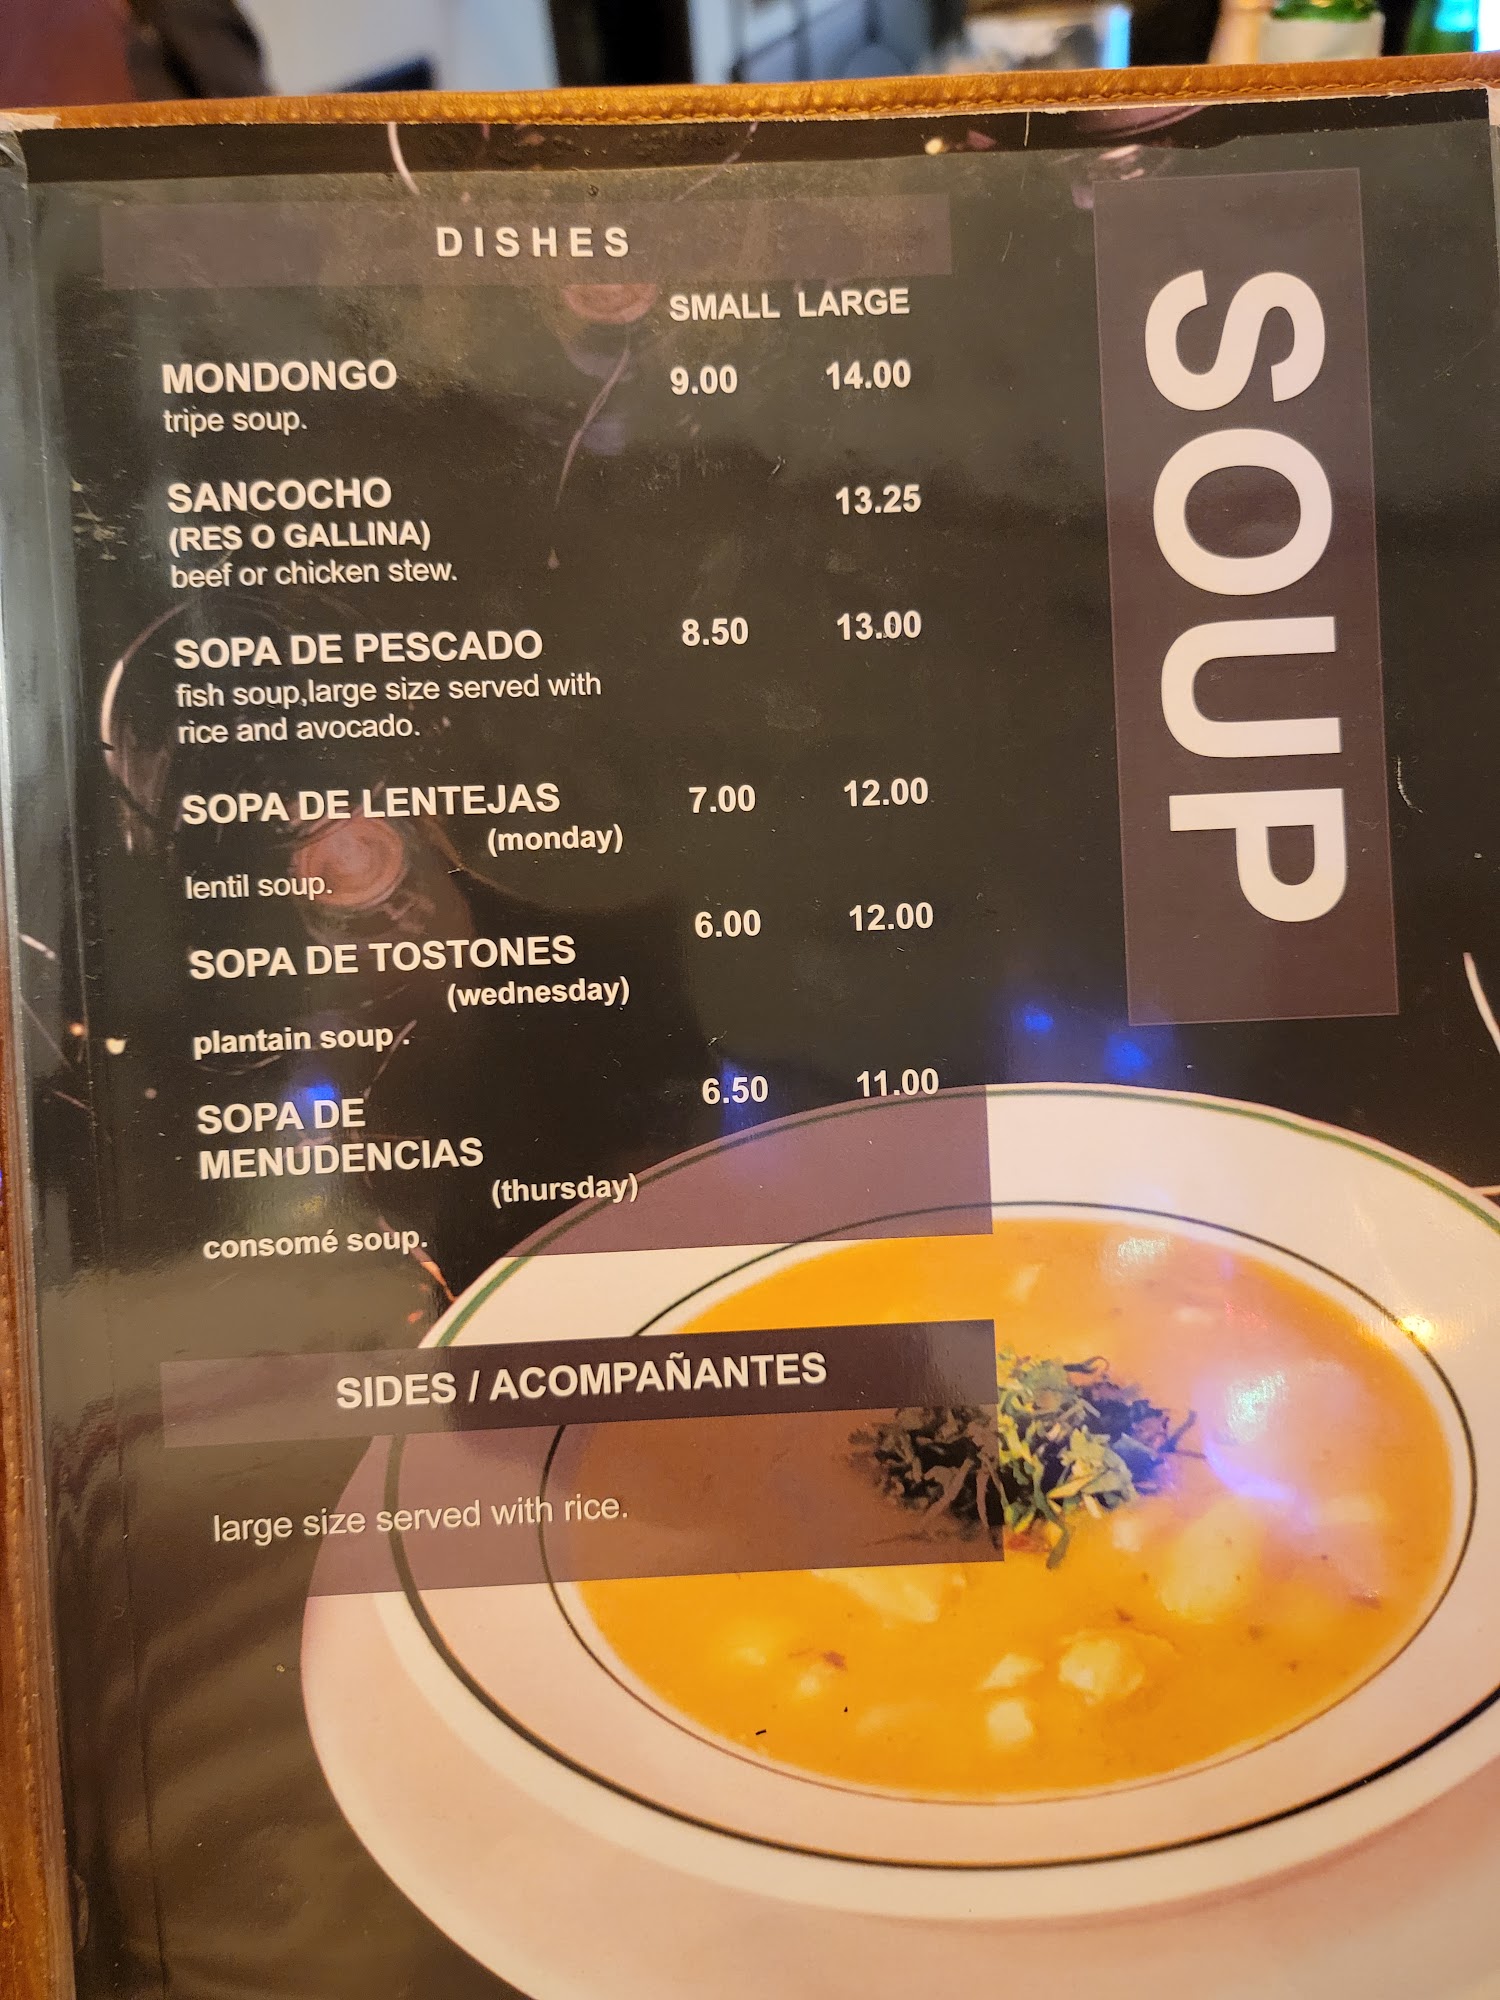 DISHES
SMALL LARGE
MONDONGO 9.00 14.00
tripe soup.
SANCOCHO 13.25
(RES O GALLINA)
beef or chicken stew.
SOPA DE PESCADO 8.50 13.00
fish soup,large size served with
rice and avocado.
SOPA DE LENTEJAS 7.00 12.00
(monday)
lentil soup.
6.00 12.00
SOPA DE TOSTONES
(wednesday)
plantain soup .
6.50 11.00
SOPA DE
MENUDENCIAS
(thursday)
consomé soup.
SIDES / ACOMPAÑANTES
large size served with rice.
SOUP